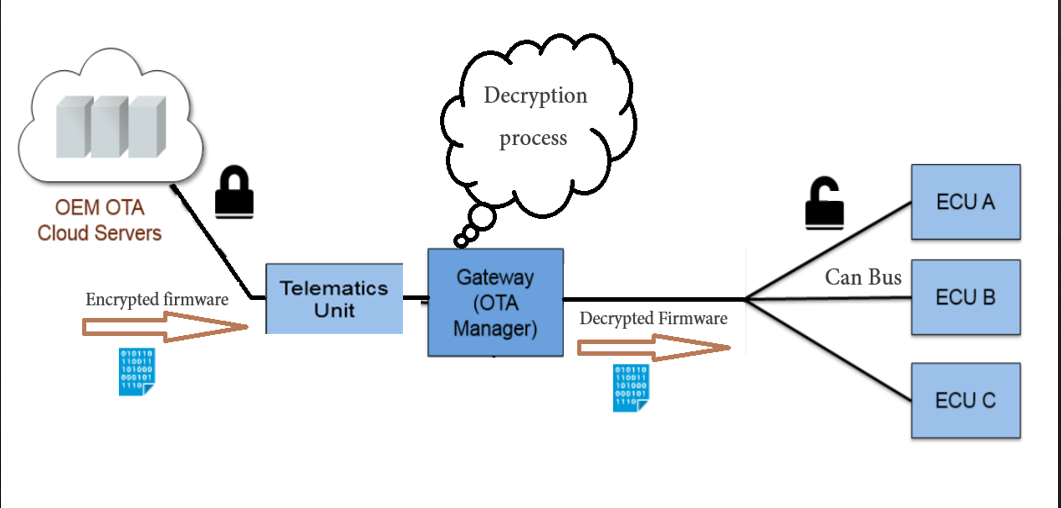 Decryption
process
OEM OTA
Cloud Servers
ECU A
Encrypted firmware
Telematics
Unit
Gateway
(OTA
Manager)
Decrypted Firmware
Can Bus
ECU B
ECU C
010110
110011
101000
000101
1110
010110
110011
101000
000101
1110